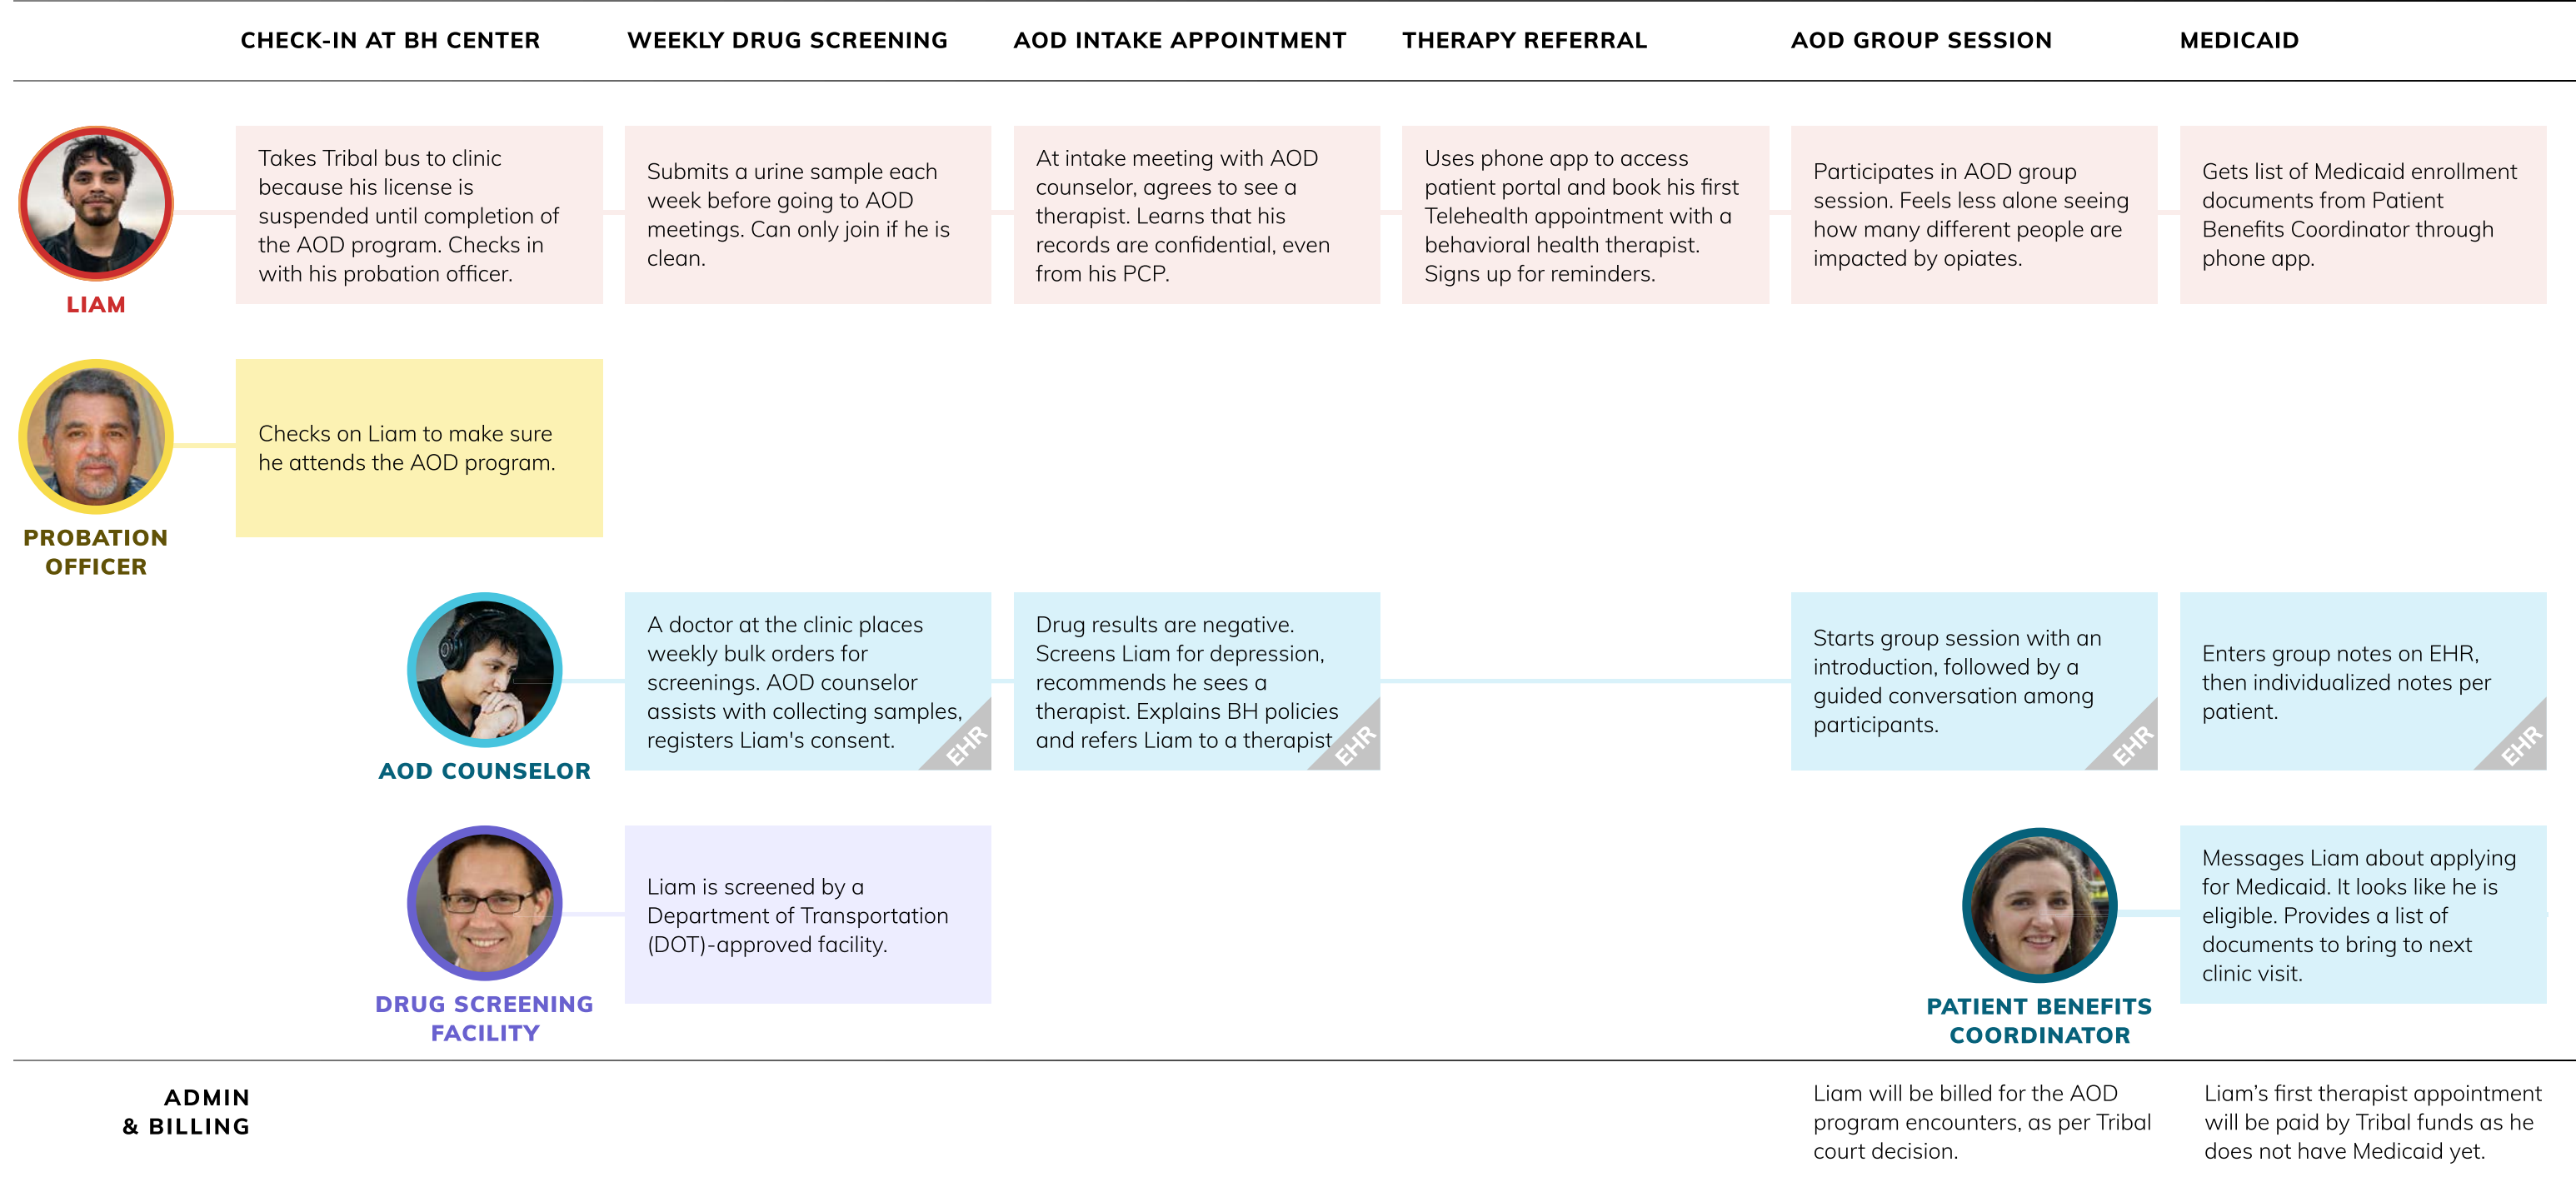 CHECK-IN AT BH CENTER
WEEKLY DRUG SCREENING
AOD INTAKE APPOINTMENT
THERAPY REFERRAL
AOD GROUP SESSION
MEDICAID
LIAM
Takes Tribal bus to clinic
because his license is
suspended until completion of
the AOD program. Checks in
with his probation officer.
Submits a urine sample each
week before going to AOD
meetings. Can only join if he is
clean.
At intake meeting with AOD
counselor, agrees to see a
therapist. Learns that his
records are confidential, even
from his PCP.
Uses phone app to access
patient portal and book his first
Telehealth appointment with a
behavioral health therapist.
Signs up for reminders.
Participates in AOD group
session. Feels less alone seeing
how many different people are
impacted by opiates.
Gets list of Medicaid enrollment
documents from Patient
Benefits Coordinator through
phone app.
PROBATION
OFFICER
Checks on Liam to make sure
he attends the AOD program.
AOD COUNSELOR
A doctor at the clinic places
weekly bulk orders for
screenings. AOD counselor
assists with collecting samples,
registers Liam's consent.
EHR
Drug results are negative.
Screens Liam for depression,
recommends he sees a
therapist. Explains BH policies
and refers Liam to a therapist
EHR
Starts group session with an
introduction, followed by a
guided conversation among
participants.
EHR
Enters group notes on EHR,
then individualized notes per
patient.
EHR
DRUG SCREENING
FACILITY
Liam is screened by a
Department of Transportation
(DOT)-approved facility.
PATIENT BENEFITS
COORDINATOR
Messages Liam about applying
for Medicaid. It looks like he is
eligible. Provides a list of
documents to bring to next
clinic visit.
ADMIN
& BILLING
Liam will be billed for the AOD
program encounters, as per Tribal
court decision.
Liam’s first therapist appointment
will be paid by Tribal funds as he
does not have Medicaid yet.